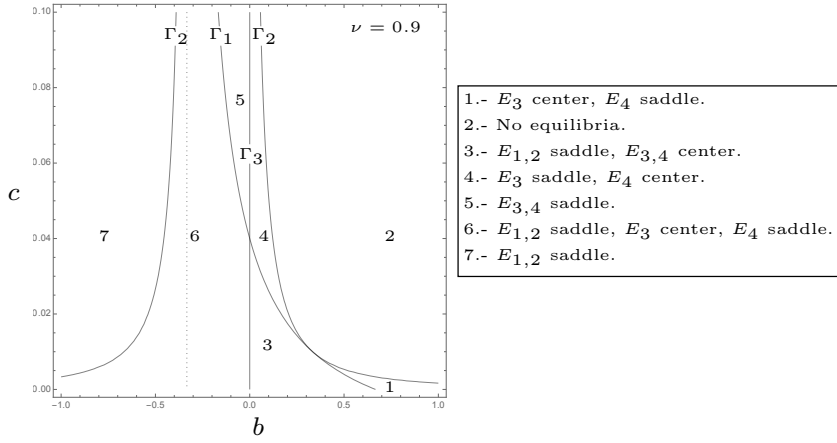 0.10
Γ2 Γ1 Γ2 ν = 0.9
0.08
5
Γ3
0.06
c
7 6 4 2
0.04
0.02
3
1
0.00
-1.0 -0.5 0.0 0.5 1.0
b
1.- E3 center, E4 saddle.
2.- No equilibria.
3.- E1,2 saddle, E3,4 center.
4.- E3 saddle, E4 center.
5.- E3,4 saddle.
6.- E1,2 saddle, E3 center, E4 saddle.
7.- E1,2 saddle.